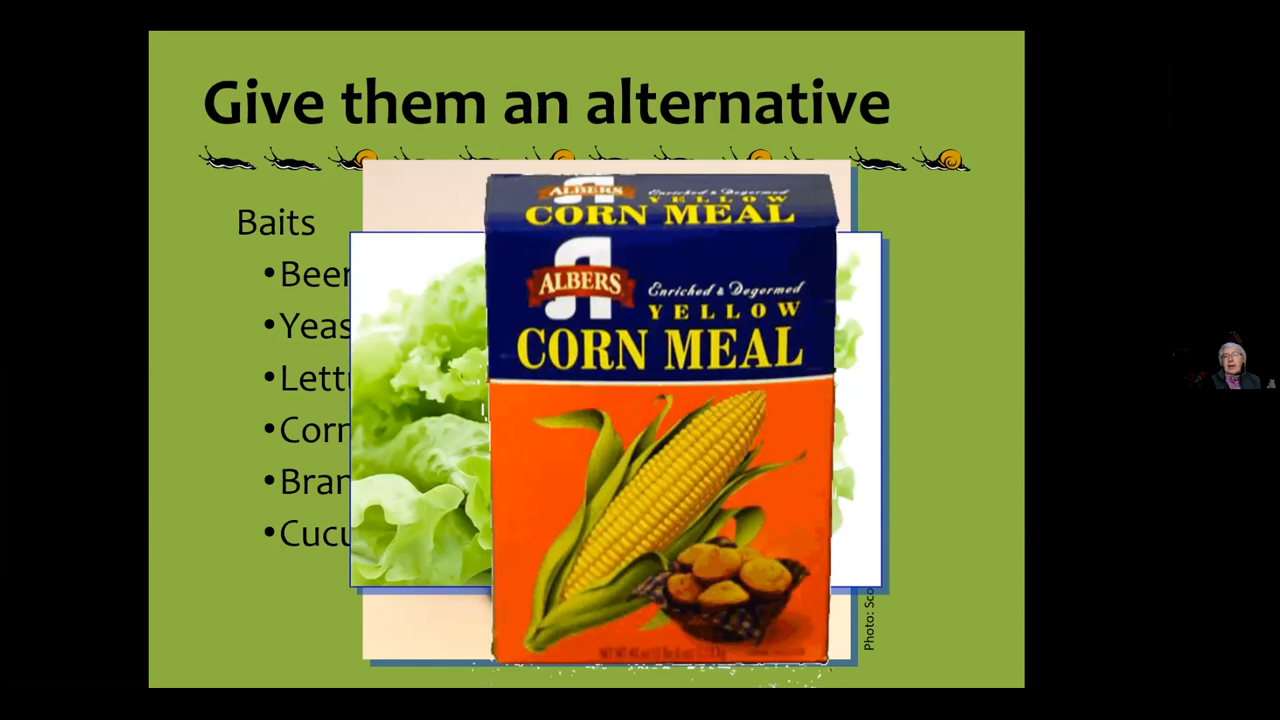 Give them an alternative
Baits
•Beer
•Yeas
•Lett
•Corn
•Bran
•Cucu
ALBERS
Enriched & Degermed
YELLOW
CORN MEAL
ALBERS
Enriched & Degermed
YELLOW
CORN MEAL
Photo: Sco